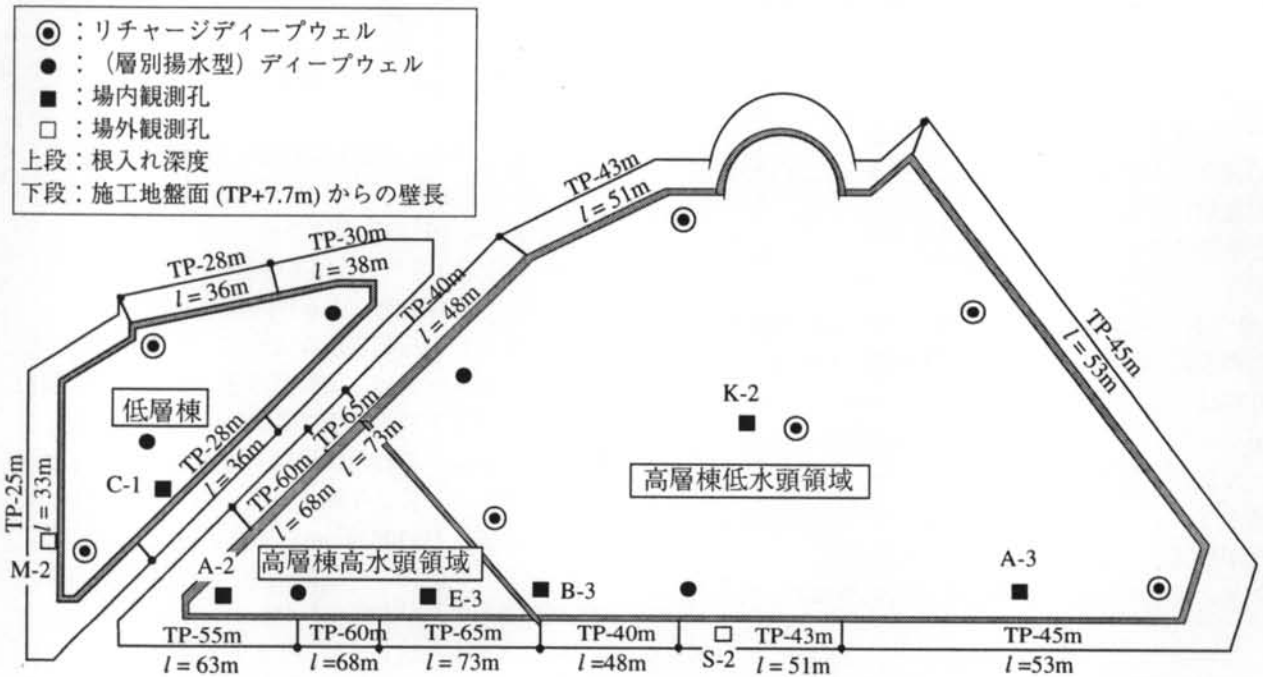 ◉：リチャージディープウェル
●：（層別揚水型）ディープウェル
■：場内観測孔
□：場外観測孔
上段：根入れ深度
下段：施工地盤面 (TP+7.7m) からの壁長
TP-43m
l = 51m
TP-30m
l = 38m
TP-28m
l = 36m
TP-40m
l = 48m
TP-45m
l = 53m
低層棟
K-2
TP-65m
l = 73m
TP-28m
l = 36m
TP-60m
l = 68m
C-1
高層棟低水頭領域
TP-25m
l = 33m
M-2
高層棟高水頭領域
A-2
E-3
B-3
A-3
TP-55m
TP-60m
TP-65m
TP-40m
S-2
TP-43m
TP-45m
l = 63m
l=68m
l = 73m
l=48m
l = 51m
l=53m